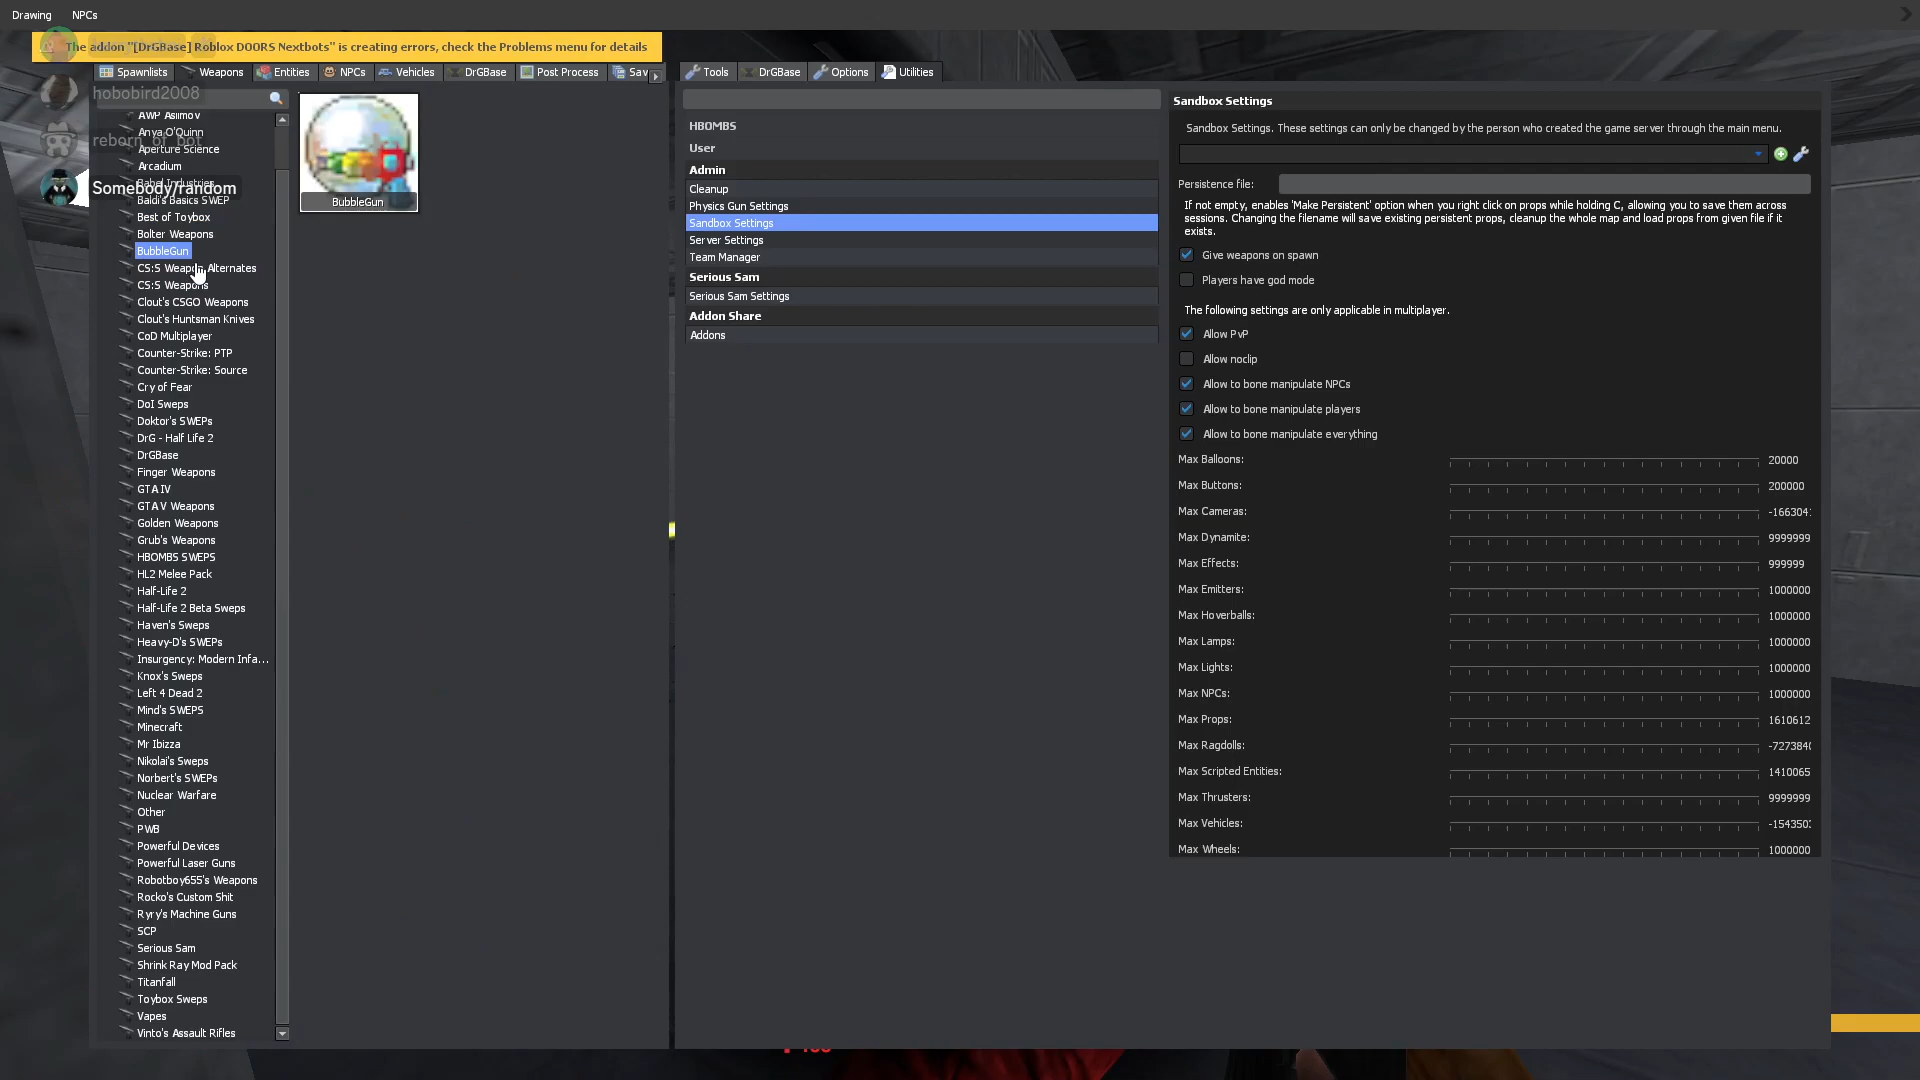 Drawing NPCs
The addon "[DrGBase] Roblox DOORS Nextbots" is creating errors, check the Problems menu for details
Spawnlists Weapons Entities NPCs Vehicles DrGBase Post Process Sav
hobobird2008
reborn_of_bot
Somebody/random
AWP Asiimov
Anya O'Quinn
Aperture Science
Arcadium
Babel Industries
Baldi's Basics SWEP
Best of Toybox
Bolter Weapons
BubbleGun
CS:S Weapon Alternates
CS:S Weapons
Clout's CSGO Weapons
Clout's Huntsman Knives
CoD Multiplayer
Counter-Strike: PTP
Counter-Strike: Source
Cry of Fear
DoI Sweps
Doktor's SWEPs
DrG - Half Life 2
DrGBase
Finger Weapons
GTA IV
GTA V Weapons
Golden Weapons
Grub's Weapons
HBOMBS SWEPS
HL2 Melee Pack
Half-Life 2
Half-Life 2 Beta Sweps
Haven's Sweps
Heavy-D's SWEPs
Insurgency: Modern Infa...
Knox's Sweps
Left 4 Dead 2
Mind's SWEPS
Minecraft
Mr Ibizza
Nikolai's Sweps
Norbert's SWEPs
Nuclear Warfare
Other
PWB
Powerful Devices
Powerful Laser Guns
Robotboy655's Weapons
Rocko's Custom Shit
Ryry's Machine Guns
SCP
Serious Sam
Shrink Ray Mod Pack
Titanfall
Toybox Sweps
Vapes
Vinto's Assault Rifles
BubbleGun
Tools DrGBase Options Utilities
HBOMBS
User
Admin
Cleanup
Physics Gun Settings
Sandbox Settings
Server Settings
Team Manager
Serious Sam
Serious Sam Settings
Addon Share
Addons
Sandbox Settings
Sandbox Settings. These settings can only be changed by the person who created the game server through the main menu.
Persistence file:
If not empty, enables 'Make Persistent' option when you right click on props while holding C, allowing you to save them across
sessions. Changing the filename will save existing persistent props, cleanup the whole map and load props from given file if it
exists.
Give weapons on spawn
Players have god mode
The following settings are only applicable in multiplayer.
Allow PvP
Allow noclip
Allow to bone manipulate NPCs
Allow to bone manipulate players
Allow to bone manipulate everything
Max Balloons: 20000
Max Buttons: 200000
Max Cameras: -166304
Max Dynamite: 9999999
Max Effects: 999999
Max Emitters: 1000000
Max Hoverballs: 1000000
Max Lamps: 1000000
Max Lights: 1000000
Max NPCs: 1000000
Max Props: 1610612
Max Ragdolls: -727384
Max Scripted Entities: 1410065
Max Thrusters: 9999999
Max Vehicles: -154350
Max Wheels: 1000000